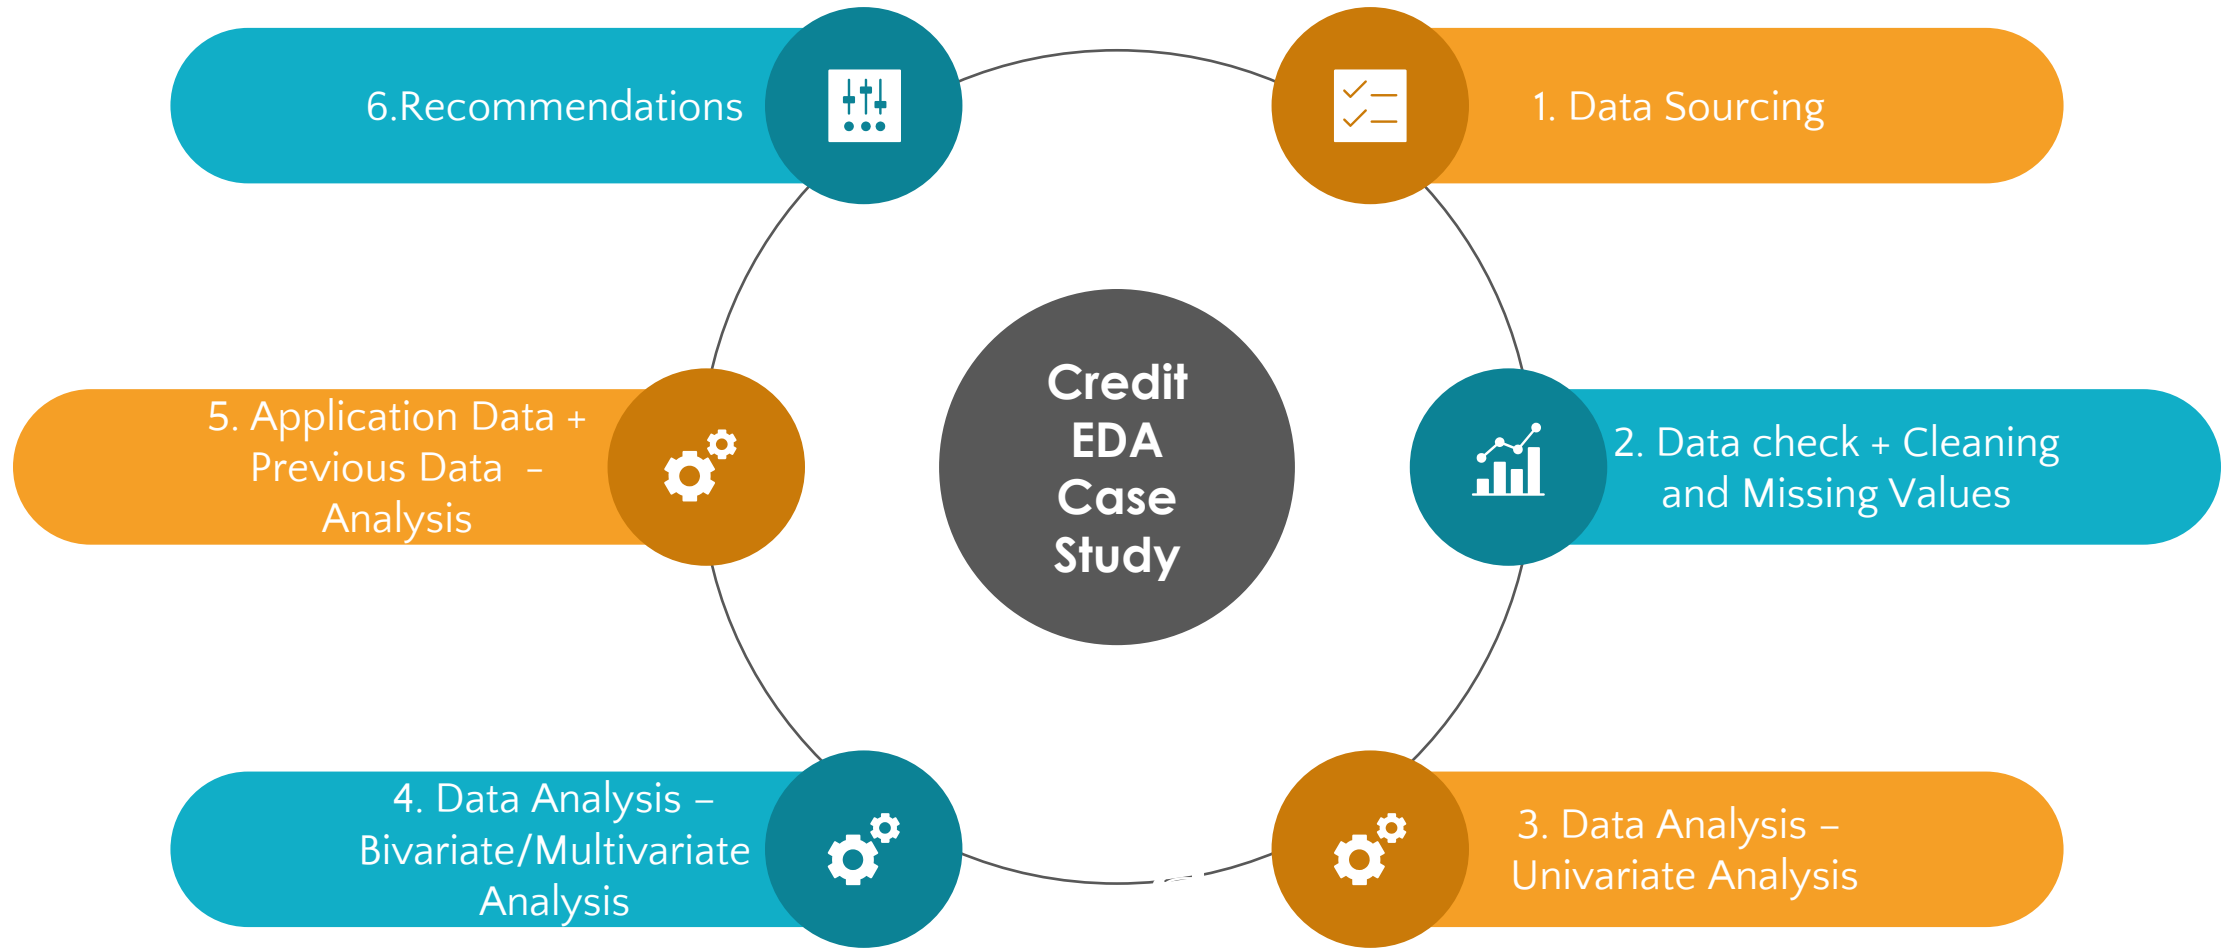 Credit
EDA
Case
Study
1. Data Sourcing
2. Data check + Cleaning
and Missing Values
3. Data Analysis –
Univariate Analysis
4. Data Analysis –
Bivariate/Multivariate
Analysis
5. Application Data +
Previous Data  -
Analysis
6.Recommendations